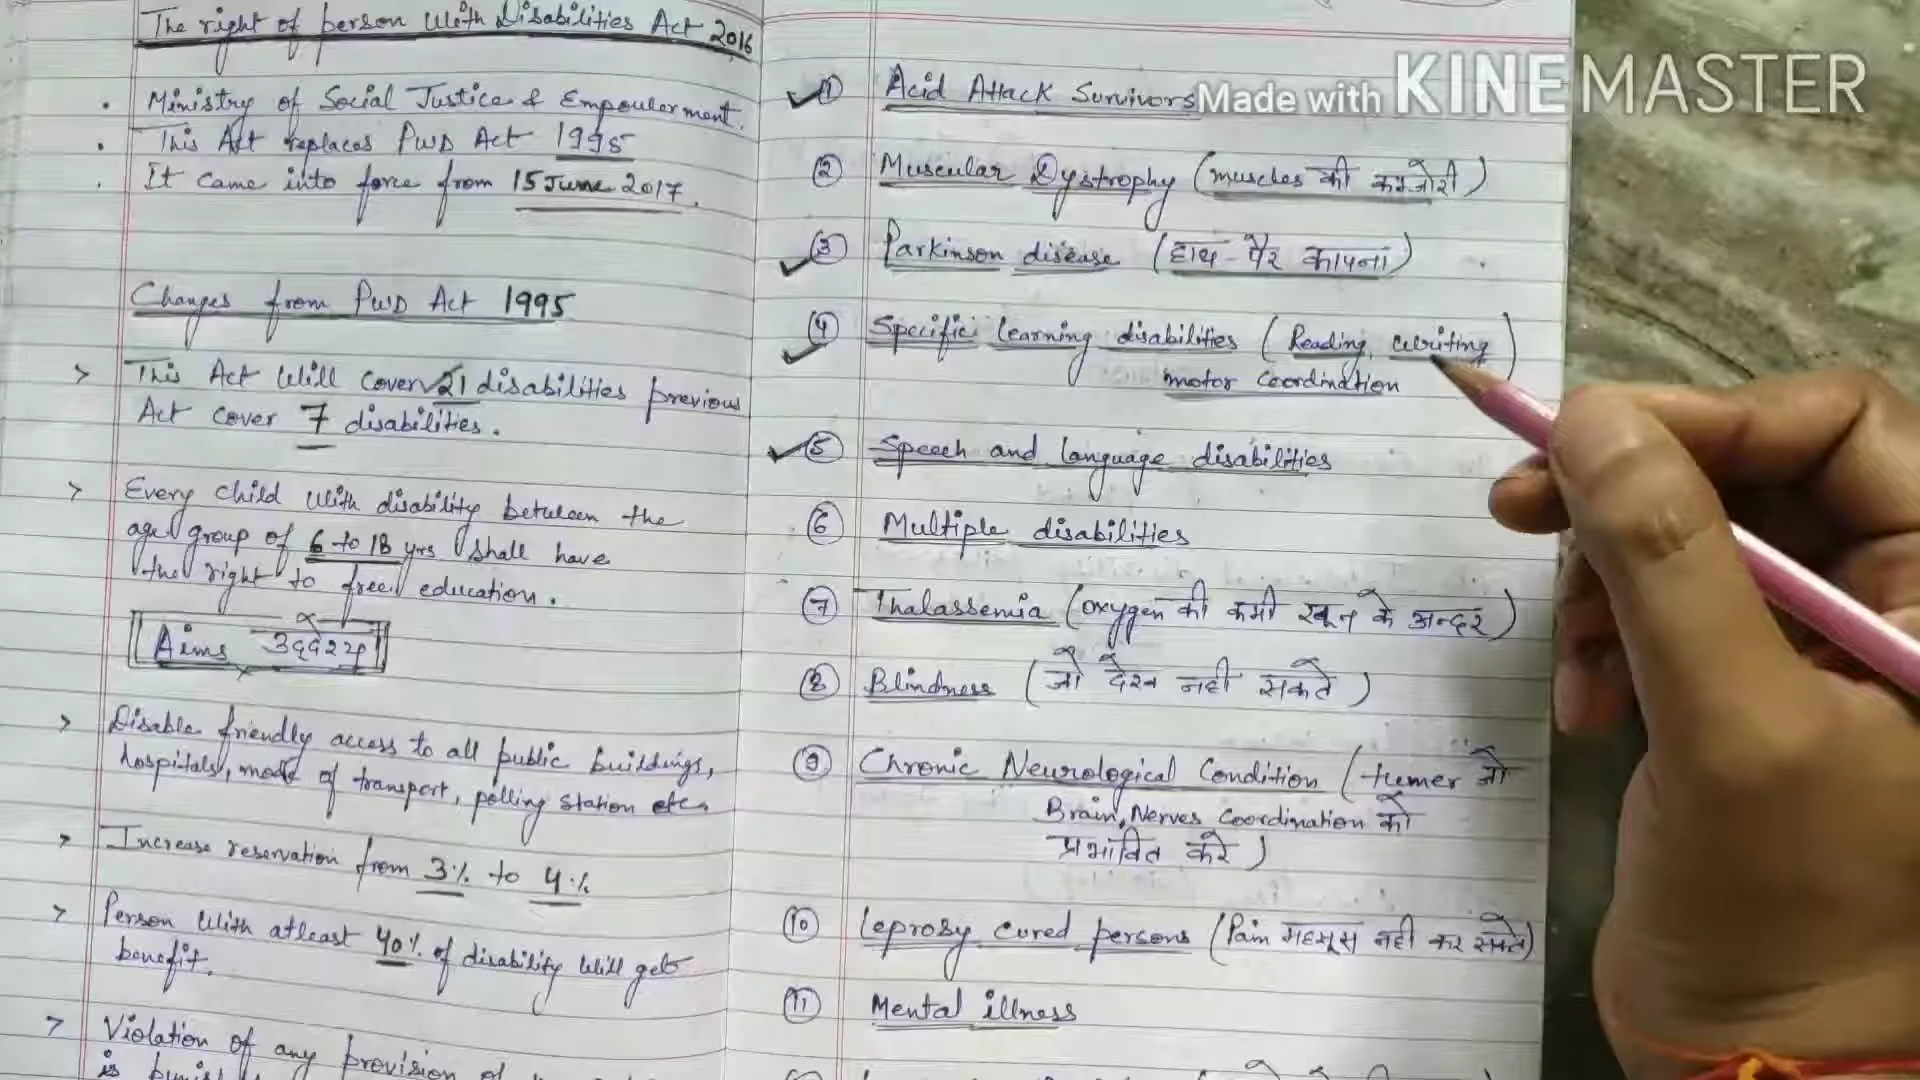 The right of person With Disabilities Act 2016
• Ministry of Social Justice & Empowerment.
• This Act replaces PWD Act 1995
• It came into force from 15 June 2017.
Changes from PWD Act 1995
> This Act Will cover 21 disabilities previous
Act cover 7 disabilities.
> Every child With disability between the
age group of 6 to 18 yrs shall have
the right to free education.
Aims
> Disable friendly access to all public buildings,
hospitals, mode of transport, polling station etc.
> Increase reservation from 3% to 4%
> Person With atleast 40% of disability Will get
benefit.
> Violation of any provision of
is
① Acid Attack Survivors
② Muscular Dystrophy (muscles की कमजोरी)
③ Parkinson disease (हाथ-पैर कापना)
④ Specific learning disabilities (Reading, writing
motor coordination)
⑤ Speech and language disabilities
⑥ Multiple disabilities
⑦ Thalassemia (oxygen की कमी खून के अन्दर)
⑧ Blindness (जो देख नही सकते)
⑨ Chronic Neurological Condition (tumer जो
Brain, Nerves coordination को
प्रभावित करे)
⑩ leprosy cured persons (Pain महसूस नही कर सकते)
⑪ Mental illness
Made with KINEMASTER